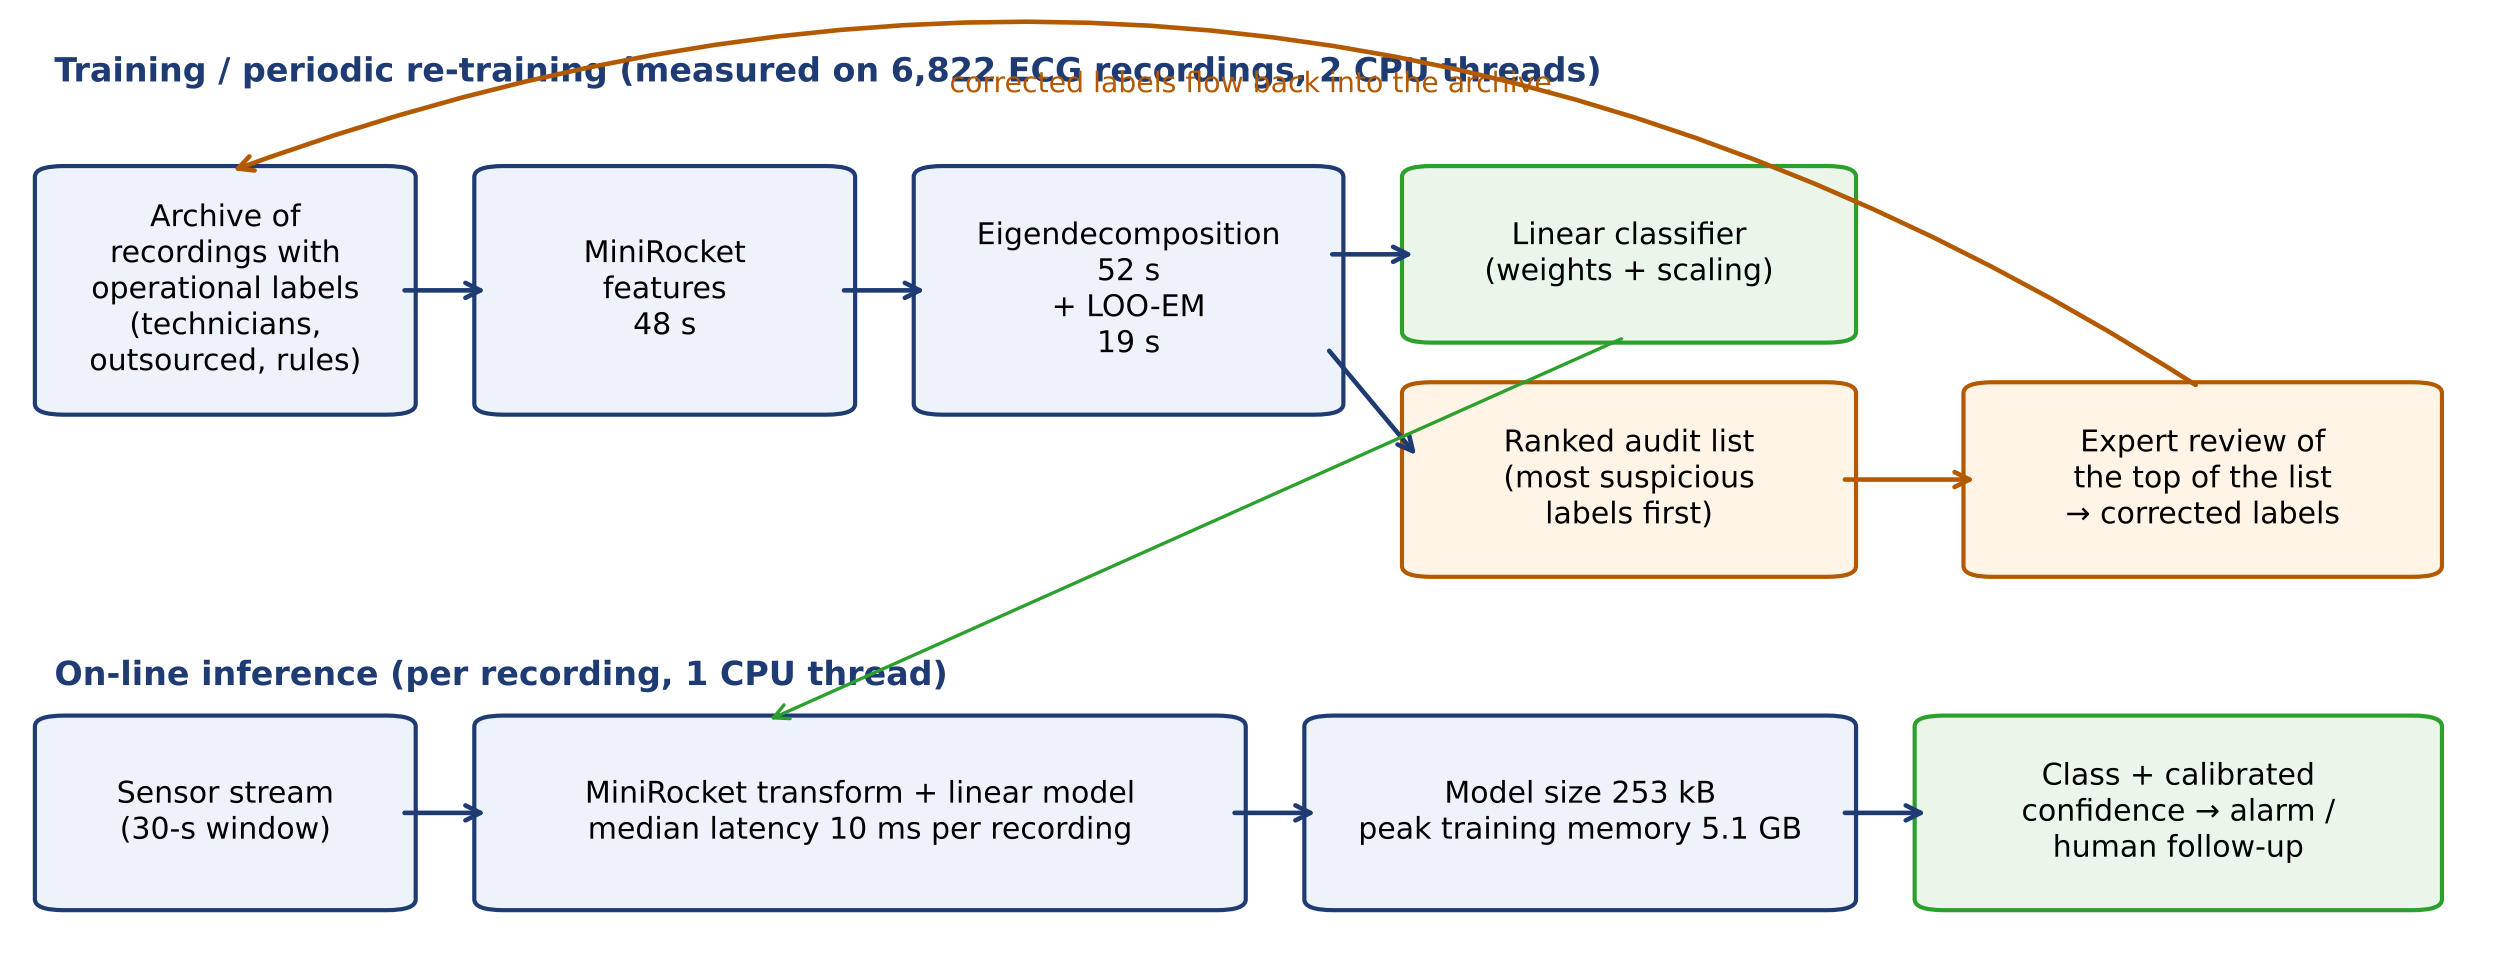 Training / periodic re-training (measured on 6,822 ECG recordings, 2 CPU threads)
corrected labels flow back into the archive
Archive of
recordings with
operational labels
(technicians,
outsourced, rules)
MiniRocket
features
48 s
Eigendecomposition
52 s
+ LOO-EM
19 s
Linear classifier
(weights + scaling)
Ranked audit list
(most suspicious
labels first)
Expert review of
the top of the list
→ corrected labels
On-line inference (per recording, 1 CPU thread)
Sensor stream
(30-s window)
MiniRocket transform + linear model
median latency 10 ms per recording
Model size 253 kB
peak training memory 5.1 GB
Class + calibrated
confidence → alarm /
human follow-up